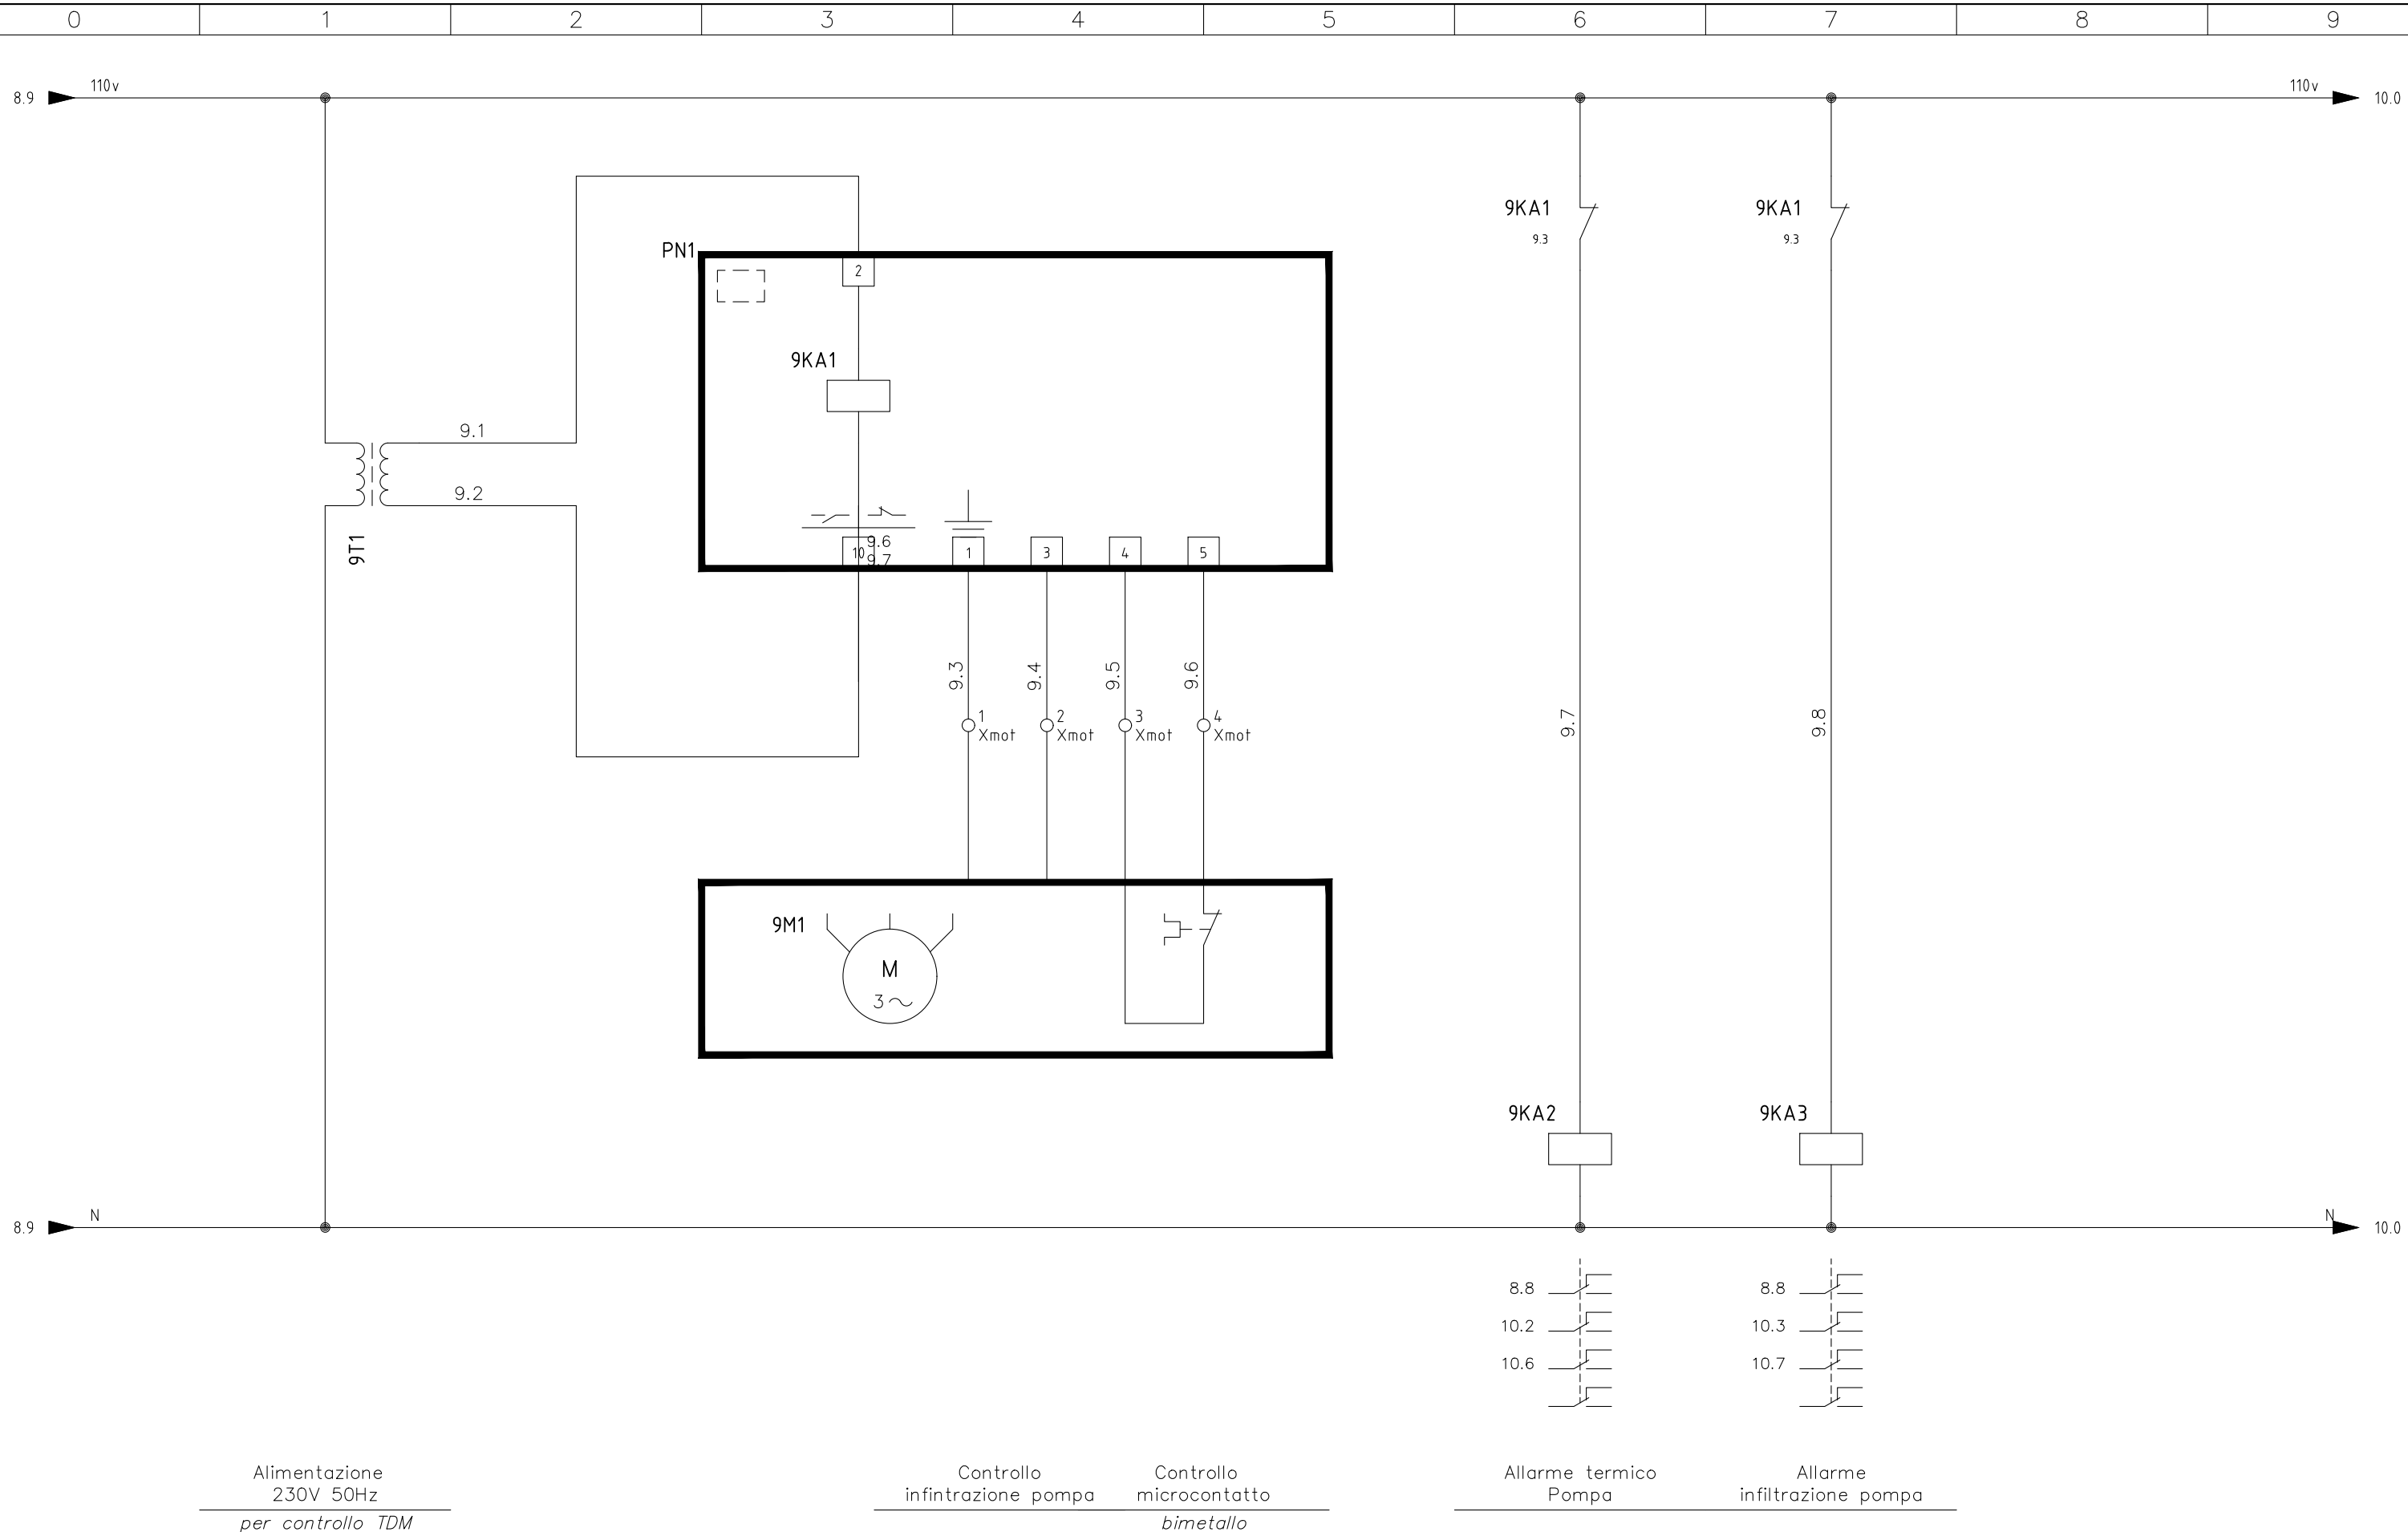 0 1 2 3 4 5 6 7 8 9
8.9 110v 110v 10.0
9KA1 9KA1
9.3 9.3
PN1
2
9KA1
9.1
9.2
9T1
9.6
10 1 3 4 5
9.7
9.3 9.4 9.5 9.6
1 2 3 4
Xmot Xmot Xmot Xmot
9.7 9.8
9M1
M
3~
9KA2 9KA3
8.9 N N 10.0
8.8 8.8
10.2 10.3
10.6 10.7
Alimentazione
230V 50Hz
per controllo TDM
Controllo
infintrazione pompa
Controllo
microcontatto
bimetallo
Allarme termico
Pompa
Allarme
infiltrazione pompa